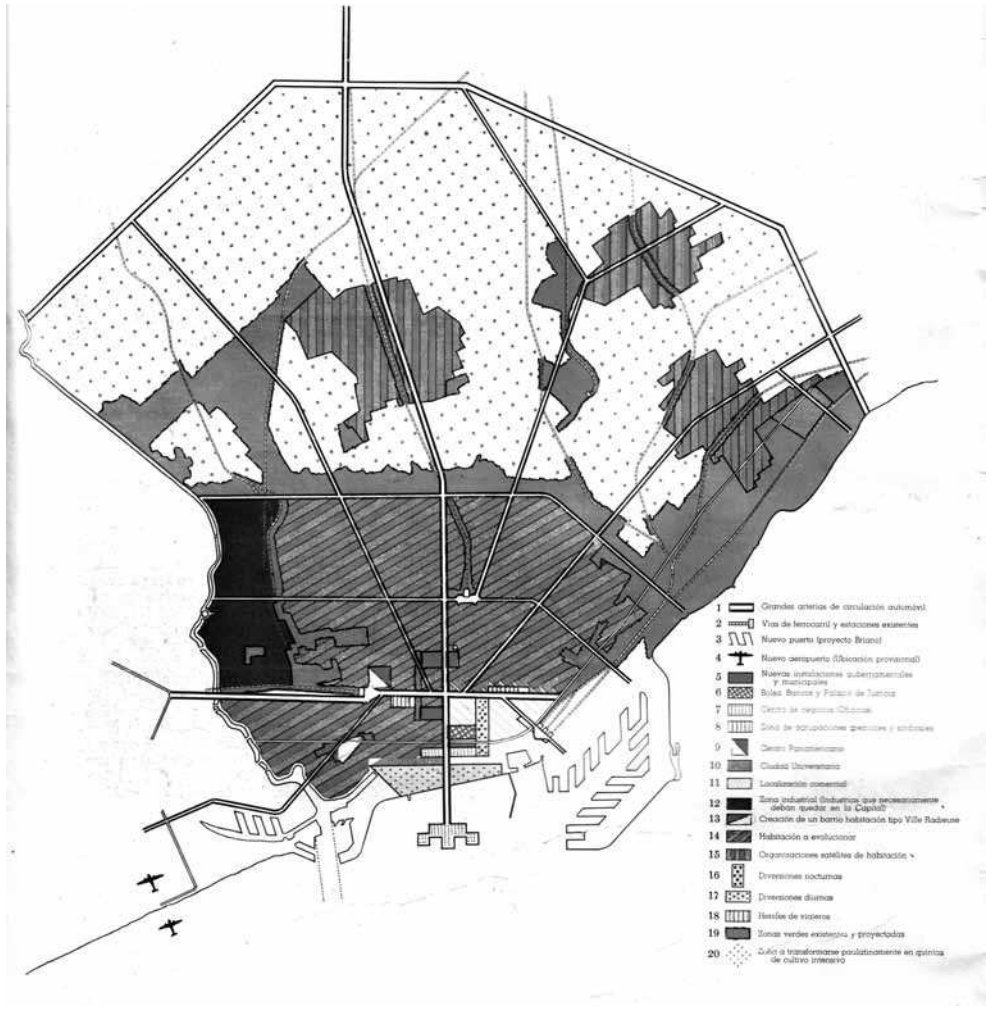 1 Grandes arterias de circulación automóvil
2 Vías de ferrocarril y estaciones existentes
3 Nuevo puerto (proyecto Briano)
4 Nuevo aeropuerto (Ubicación provisional)
5 Nuevas instalaciones gubernamentales
y municipales
6 Bolsa, Bancos y Palacio de Justicia
7 Centro de negocios
8 Zona de agrupaciones gremiales y sindicales
9 Centro Panamericano
10 Ciudad Universitaria
11 Localización comercial
12 Zona industrial (Industrias que necesariamente
deban quedar en la Capital)
13 Creación de un barrio habitación tipo Ville Radieuse
14 Habitación a evolucionar
15 Organizaciones satélites de habitación
16 Diversiones nocturnas
17 Diversiones diurnas
18 Hoteles de viajeros
19 Zonas verdes existentes y proyectadas
20 Zona a transformarse paulatinamente en quintas
de cultivo intensivo